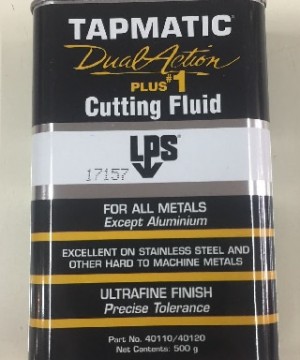 TAPMATIC
Dual Action
PLUS #1
Cutting Fluid
LPS
17157
FOR ALL METALS
Except Aluminium
EXCELLENT ON STAINLESS STEEL AND
OTHER HARD TO MACHINE METALS
ULTRAFINE FINISH
Precise Tolerance
Part No. 40110/40120
Net Contents: 500 g